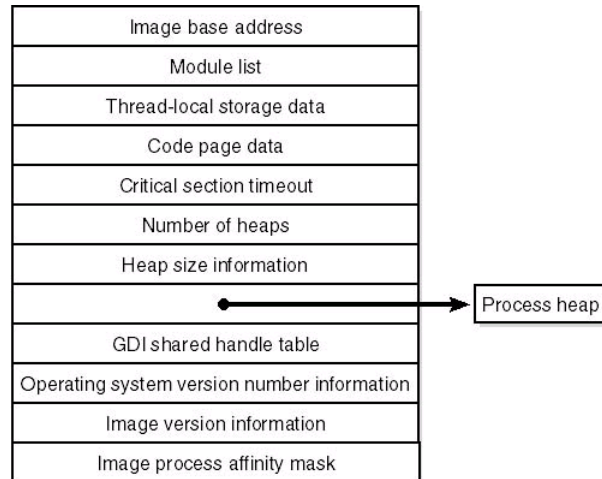 Image base address
Module list
Thread-local storage data
Code page data
Critical section timeout
Number of heaps
Heap size information
Process heap
GDI shared handle table
Operating system version number information
Image version information
Image process affinity mask